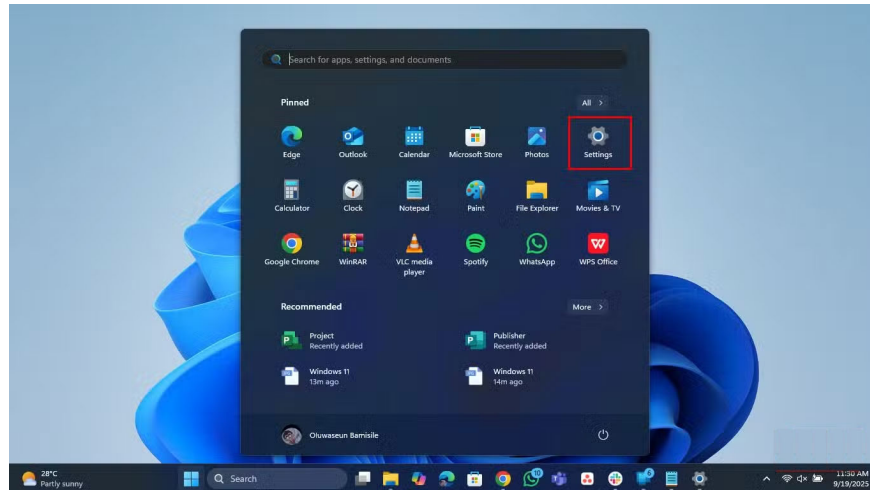 Search for apps, settings, and documents
Pinned
All >
Edge
Outlook
Calendar
Microsoft Store
Photos
Settings
Calculator
Clock
Notepad
Paint
File Explorer
Movies & TV
Google Chrome
WinRAR
VLC media
player
Spotify
WhatsApp
WPS Office
Recommended
More >
Project
Recently added
Publisher
Recently added
Windows 11
13m ago
Windows 11
14m ago
Oluwaseun Bamisile
28°C
Partly sunny
Search
10
6
11:30 AM
9/19/2025